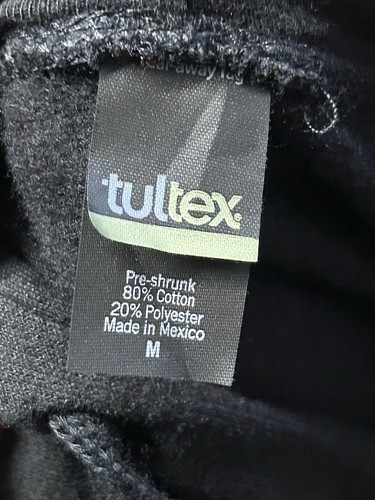 tultex
Pre-shrunk
80% Cotton
20% Polyester
Made in Mexico
M